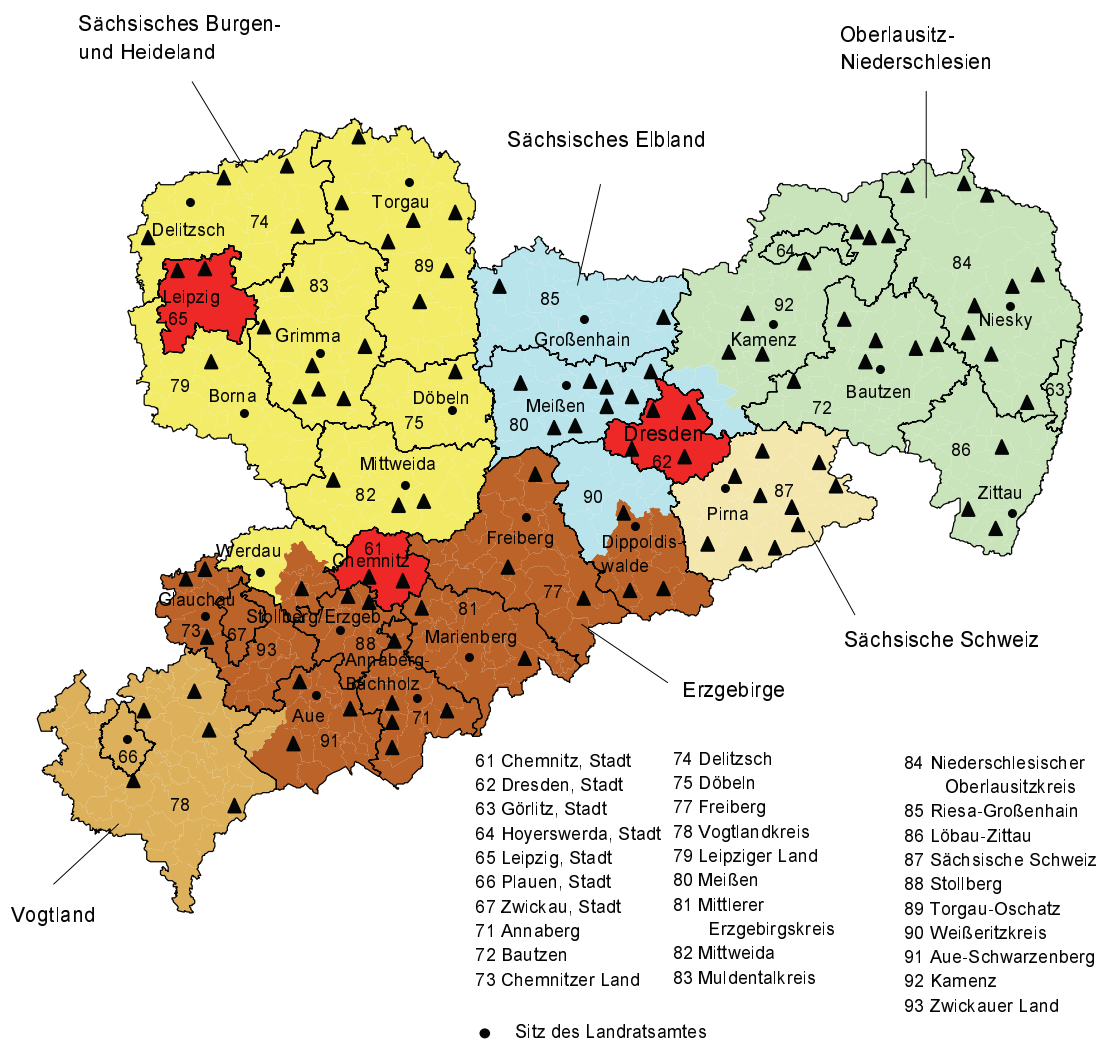 Sächsisches Burgen-
und Heideland
Oberlausitz-
Niederschlesien
Sächsisches Elbland
Torgau
Delitzsch
74
89
83
Leipzig
65
Grimma
79
Borna
Döbeln
75
Mittweida
82
85
Großenhain
Meißen
80
Dresden
62
90
64
92
Kamenz
84
Niesky
Bautzen
72
63
86
Zittau
87
Pirna
Freiberg
77
Dippoldis-
walde
Werdau
61
Chemnitz
Glauchau
73
67
93
Stollberg/Erzgeb.
88
81
Marienberg
Annaberg-
Buchholz
71
Aue
91
66
78
Sächsische Schweiz
Erzgebirge
Vogtland
61 Chemnitz, Stadt
62 Dresden, Stadt
63 Görlitz, Stadt
64 Hoyerswerda, Stadt
65 Leipzig, Stadt
66 Plauen, Stadt
67 Zwickau, Stadt
71 Annaberg
72 Bautzen
73 Chemnitzer Land
74 Delitzsch
75 Döbeln
77 Freiberg
78 Vogtlandkreis
79 Leipziger Land
80 Meißen
81 Mittlerer
Erzgebirgskreis
82 Mittweida
83 Muldentalkreis
84 Niederschlesischer
Oberlausitzkreis
85 Riesa-Großenhain
86 Löbau-Zittau
87 Sächsische Schweiz
88 Stollberg
89 Torgau-Oschatz
90 Weißeritzkreis
91 Aue-Schwarzenberg
92 Kamenz
93 Zwickauer Land
Sitz des Landratsamtes